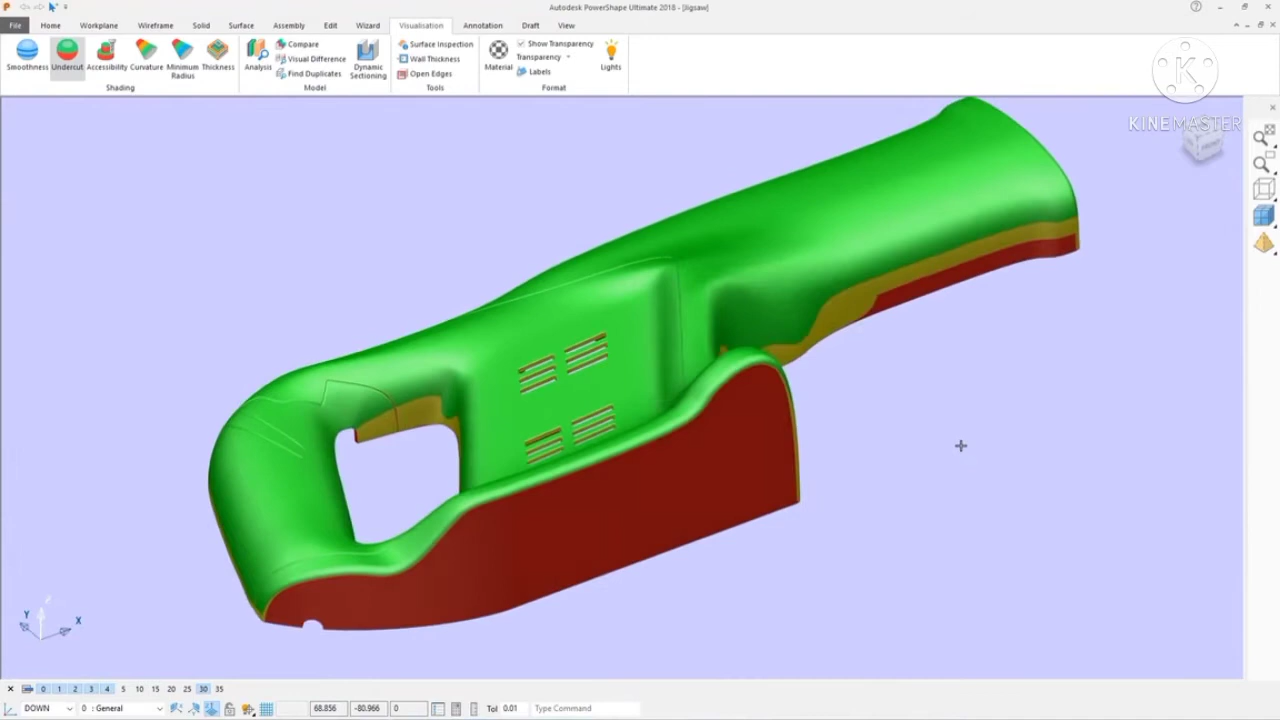 Autodesk PowerShape Ultimate 2018 - [Jigsaw]
File Home Workplane Wireframe Solid Surface Assembly Edit Wizard Visualisation Annotation Draft View
Smoothness Undercut Accessibility Curvature Minimum Radius Thickness
Shading
Analysis Compare Visual Difference Find Duplicates Dynamic Sectioning
Model
Surface Inspection Wall Thickness Open Edges
Tools
Material Show Transparency Transparency Labels Lights
Format
K
KINEMASTER
FRONT
Z
Y
X
0 1 2 3 4 5 10 15 20 25 30 35
DOWN 0 : General 68.856 -80.966 0 Tol 0.01 Type Command